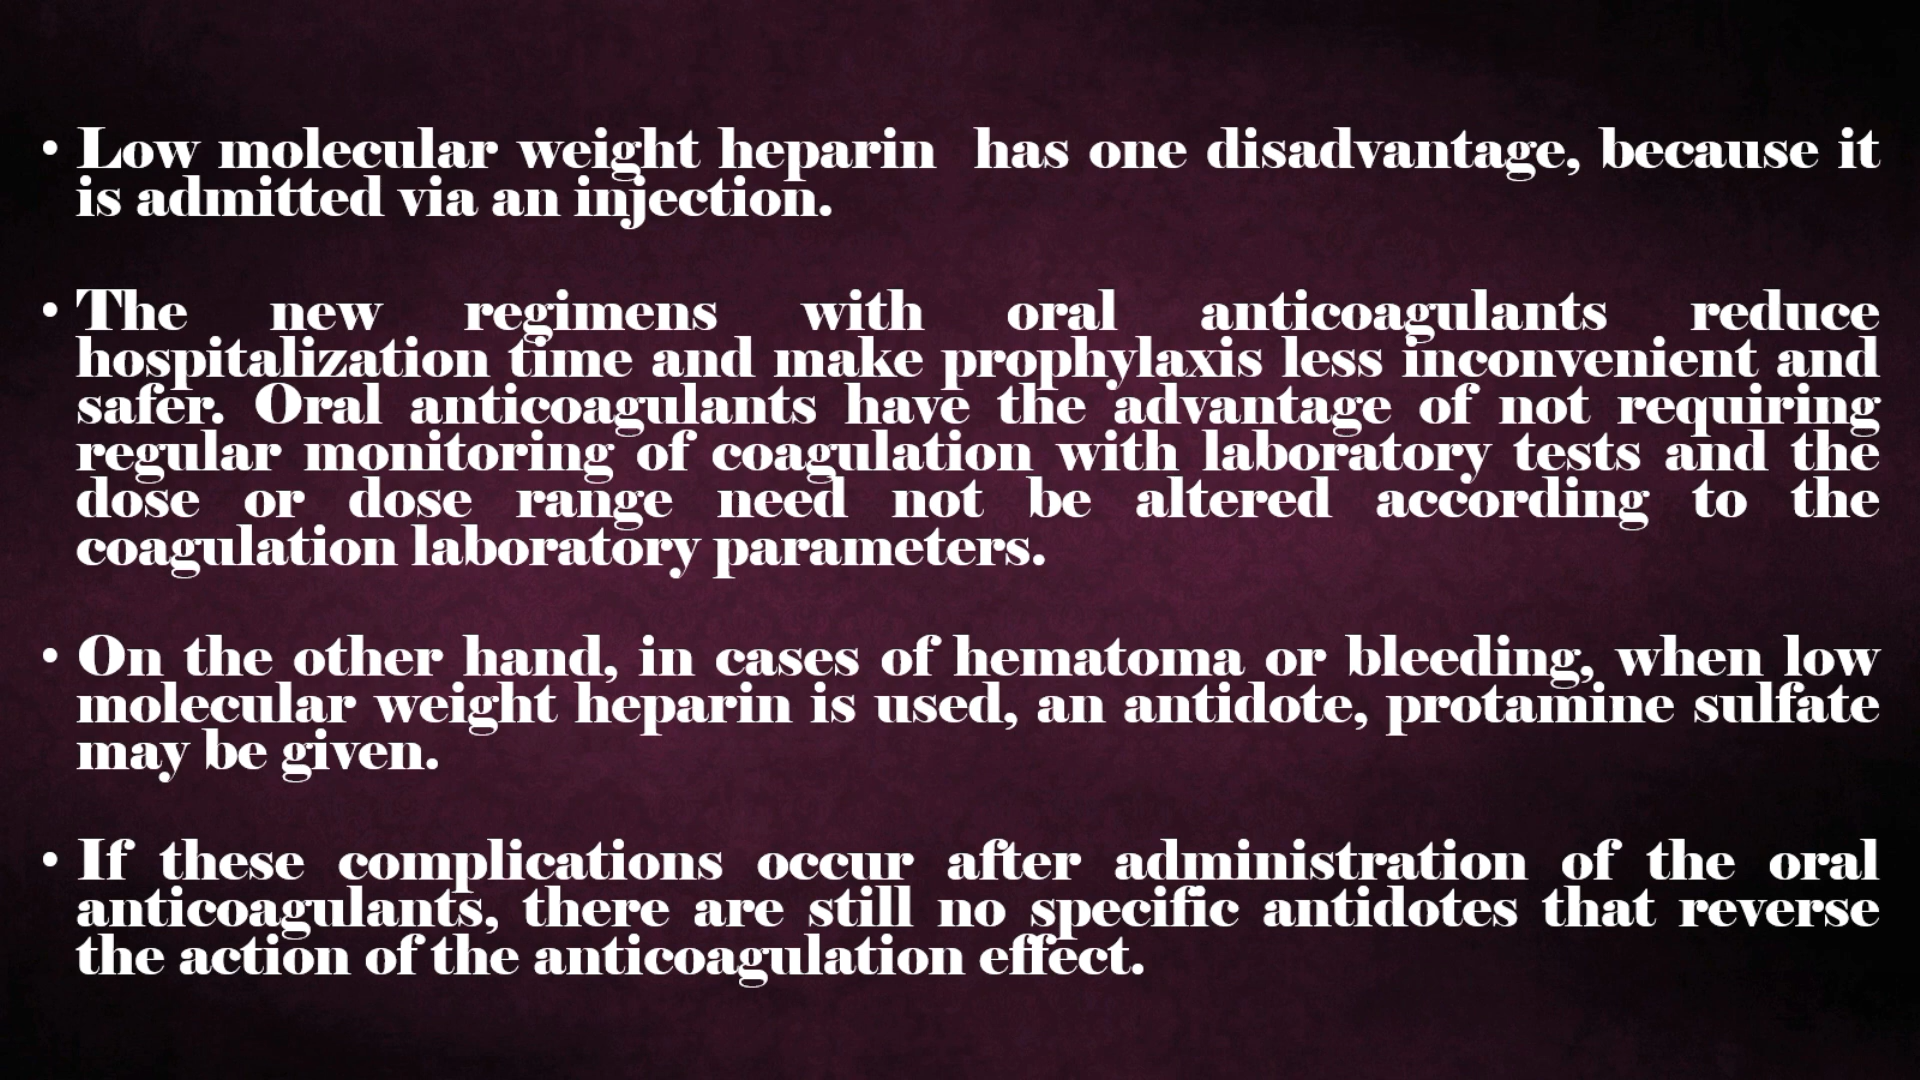 • Low molecular weight heparin has one disadvantage, because it
is admitted via an injection.
• The new regimens with oral anticoagulants reduce
hospitalization time and make prophylaxis less inconvenient and
safer. Oral anticoagulants have the advantage of not requiring
regular monitoring of coagulation with laboratory tests and the
dose or dose range need not be altered according to the
coagulation laboratory parameters.
• On the other hand, in cases of hematoma or bleeding, when low
molecular weight heparin is used, an antidote, protamine sulfate
may be given.
• If these complications occur after administration of the oral
anticoagulants, there are still no specific antidotes that reverse
the action of the anticoagulation effect.